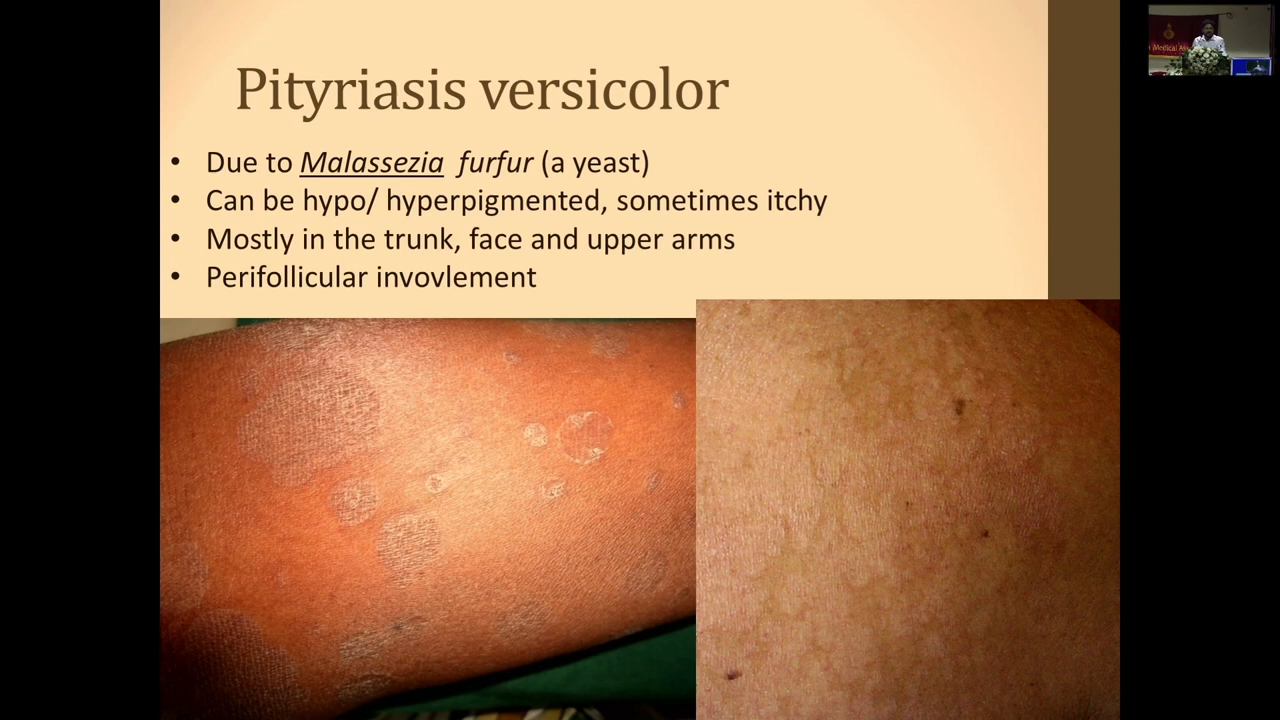 Pityriasis versicolor
• Due to Malassezia furfur (a yeast)
• Can be hypo/ hyperpigmented, sometimes itchy
• Mostly in the trunk, face and upper arms
• Perifollicular invovlement
Medical